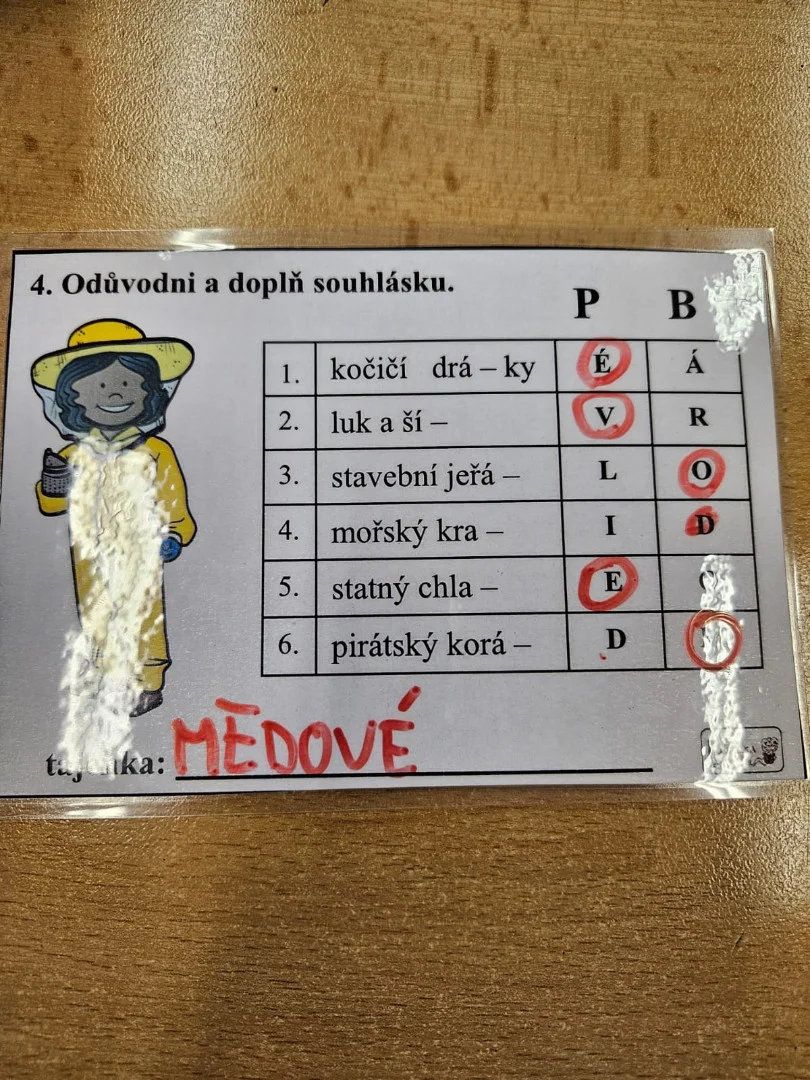 4. Odůvodni a doplň souhlásku.
P B
1. kočičí drá – ky É Á
2. luk a ší – V R
3. stavební jeřá – L O
4. mořský kra – I D
5. statný chla – E
6. pirátský korá – D
MĒDOVÉ